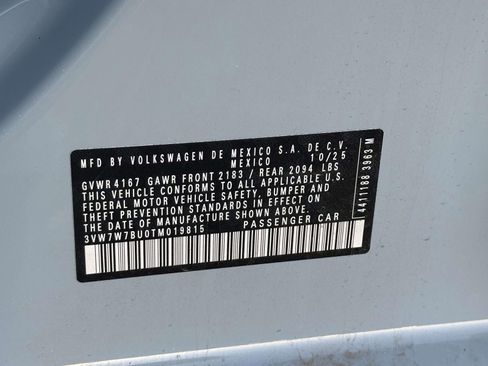 MFD BY VOLKSWAGEN DE MEXICO S.A. DE C.V.
MEXICO 10/25
GVWR 4167 GAWR FRONT 2183 / REAR 2094 LBS
THIS VEHICLE CONFORMS TO ALL APPLICABLE U.S.
FEDERAL MOTOR VEHICLE SAFETY, BUMPER AND
THEFT PREVENTION STANDARDS IN EFFECT ON
THE DATE OF MANUFACTURE SHOWN ABOVE.
3VW7W7BU0TM019815 PASSENGER CAR
44111188 3963 M